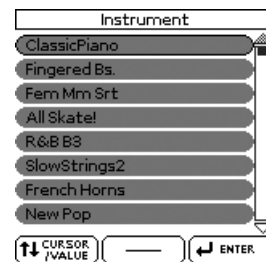 Instrument
ClassicPiano
Fingered Bs.
Fem Mm Srt
All Skate!
R&B B3
SlowStrings2
French Horns
New Pop
CURSOR
/VALUE
ENTER